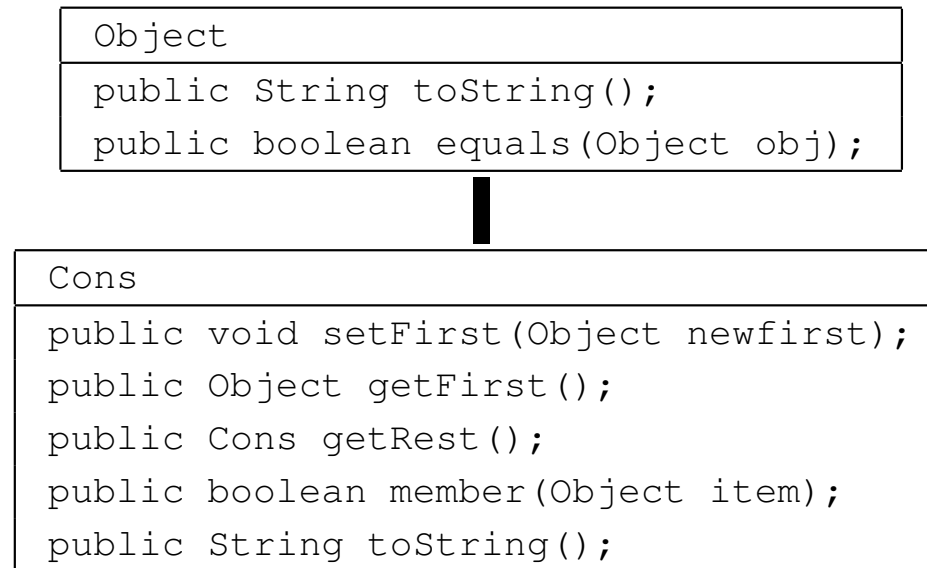 Object
public String toString();
public boolean equals(Object obj);
Cons
public void setFirst(Object newfirst);
public Object getFirst();
public Cons getRest();
public boolean member(Object item);
public String toString();